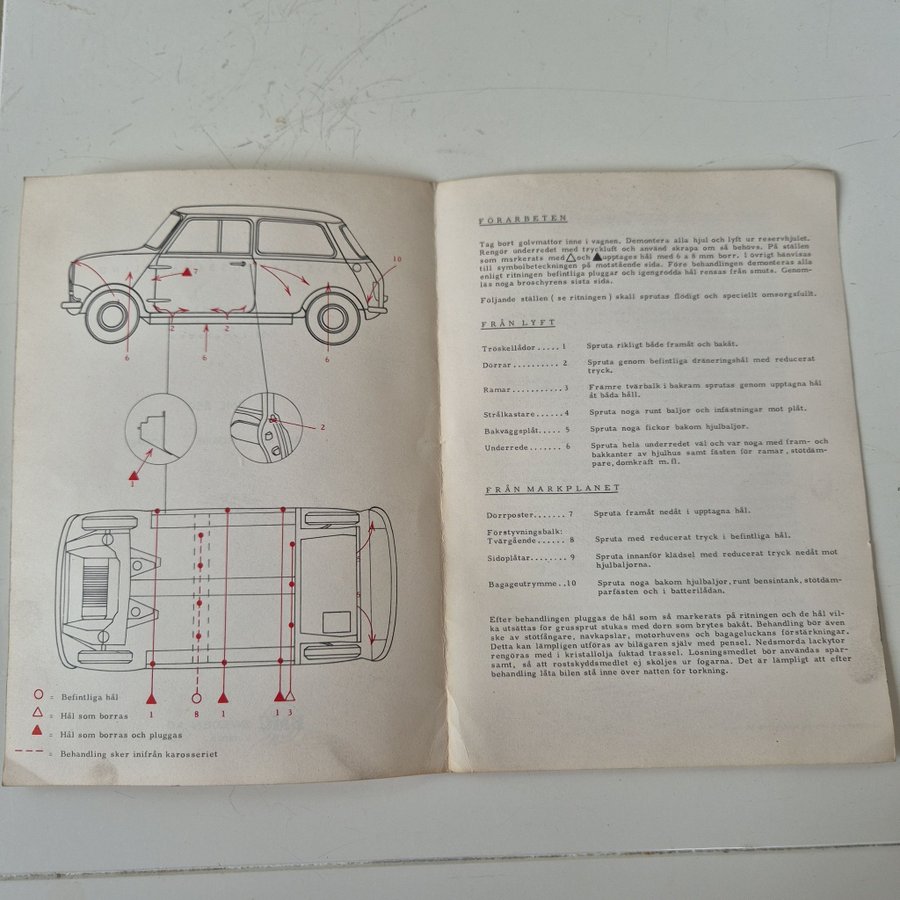 7
10
6
2
6
2
6
2
1
5
1
8
1
1
3
= Befintliga hål
= Hål som borras
= Hål som borras och pluggas
= Behandling sker inifrån karosseriet
FÖRARBETEN
Tag bort golvmattor inne i vagnen. Demontera alla hjul och lyft ur reservhjulet.
Rengör underredet med tryckluft och använd skrapa om så behövs. På ställen
som markerats med △ och ▲ upptages hål med 6 a 8 mm borr. I övrigt hänvisas
till symbolbeteckningen på motstående sida. Före behandlingen demonteras alla
enligt ritningen befintliga pluggar och igengrodda hål rensas från smuts. Genom-
läs noga broschyrens sista sida.
Följande ställen ( se ritningen ) skall sprutas flödigt och speciellt omsorgsfullt.
FRÅN LYFT
Tröskellådor..... 1 Spruta rikligt både framåt och bakåt.
Dörrar.......... 2 Spruta genom befintliga dräneringshål med reducerat
tryck.
Ramar........... 3 Främre tvärbalk i bakram sprutas genom upptagna hål
åt båda håll.
Strålkastare...... 4 Spruta noga runt baljor och infästningar mot plåt.
Bakväggsplåt..... 5 Spruta noga fickor bakom hjulbaljor.
Underrede....... 6 Spruta hela underredet väl och var noga med fram- och
bakkanter av hjulhus samt fästen för ramar, stötdäm-
pare, domkraft m. fl.
FRÅN MARKPLANET
Dörrposter....... 7 Spruta framåt nedåt i upptagna hål.
Förstyvningsbalk:
Tvärgående...... 8 Spruta med reducerat tryck i befintliga hål.
Sidoplåtar........ 9 Spruta innanför klädsel med reducerat tryck nedåt mot
hjulbaljorna.
Bagageutrymme..10 Spruta noga bakom hjulbaljor, runt bensintank, stötdäm-
parfästen och i batterilådan.
Efter behandlingen pluggas de hål som så markerats på ritningen och de hål vil-
ka utsättas för grussprut stukas med dorn som brytes bakåt. Behandling bör även
ske av stötfångare, navkapslar, motorhuvens och bagageluckans förstärkningar.
Detta kan lämpligen utföras av bilägaren själv med pensel. Nedsmorda lackytor
rengöras med i kristallolja fuktad trassel. Lösningsmedlet bör användas spar-
samt, så att rostskyddsmedlet ej sköljes ur fogarna. Det är lämpligt att efter
behandling låta bilen stå inne över natten för torkning.